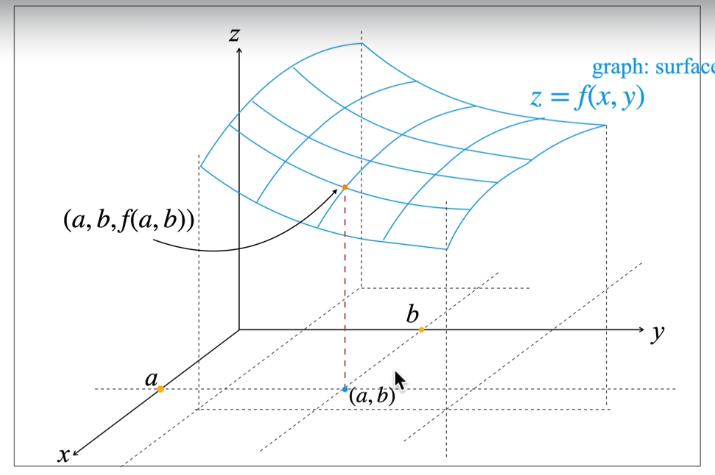 z
graph: surface
z = f(x, y)
(a, b, f(a, b))
b
y
a
(a, b)
x